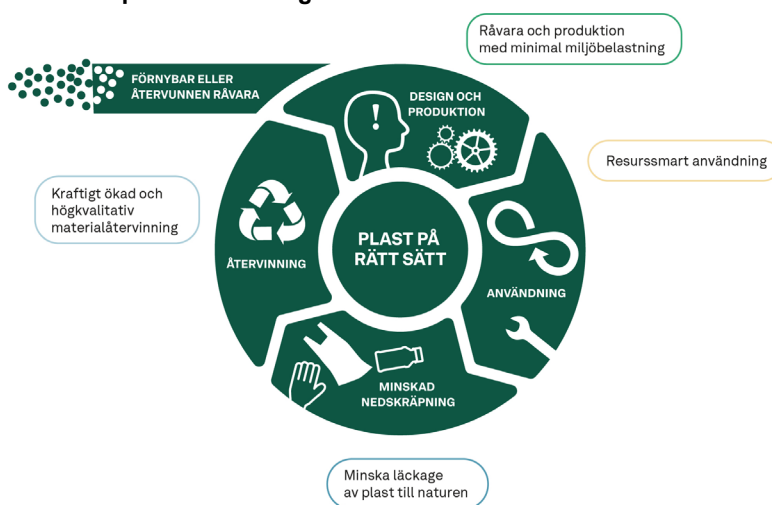 Råvara och produktion
med minimal miljöbelastning
FÖRNYBAR ELLER
ÅTERVUNNEN RÅVARA
DESIGN OCH
PRODUKTION
Resurssmart användning
Kraftigt ökad och
högkvalitativ
materialåtervinning
ÅTERVINNING
PLAST PÅ
RÄTT SÄTT
ANVÄNDNING
MINSKAD
NEDSKRÄPNING
Minska läckage
av plast till naturen